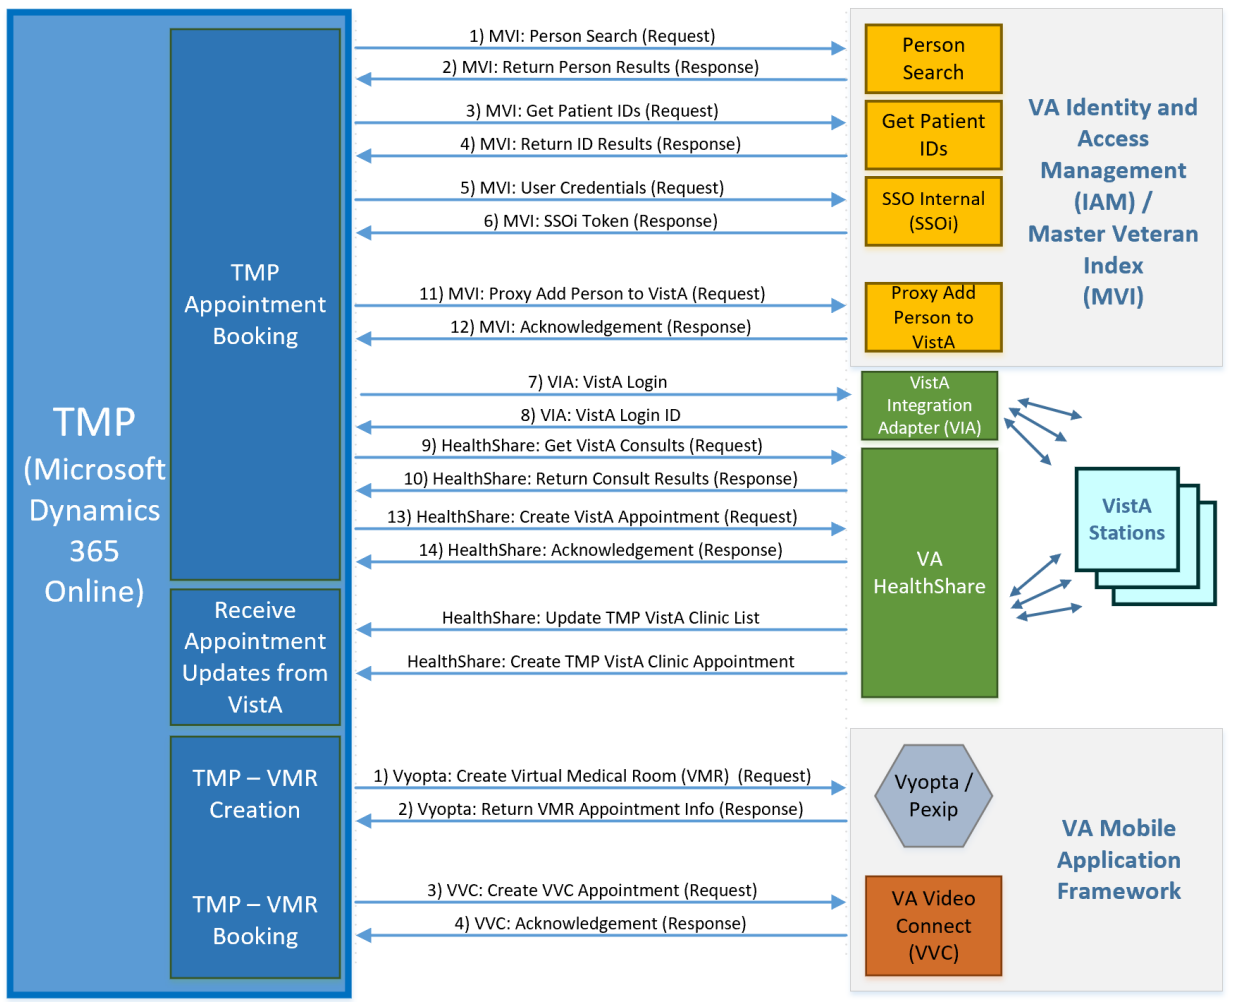 TMP
(Microsoft
Dynamics
365
Online)
TMP
Appointment
Booking
Receive
Appointment
Updates from
VistA
TMP – VMR
Creation
TMP – VMR
Booking
1) MVI: Person Search (Request)
2) MVI: Return Person Results (Response)
3) MVI: Get Patient IDs (Request)
4) MVI: Return ID Results (Response)
5) MVI: User Credentials (Request)
6) MVI: SSOi Token (Response)
11) MVI: Proxy Add Person to VistA (Request)
12) MVI: Acknowledgement (Response)
7) VIA: VistA Login
8) VIA: VistA Login ID
9) HealthShare: Get VistA Consults (Request)
10) HealthShare: Return Consult Results (Response)
13) HealthShare: Create VistA Appointment (Request)
14) HealthShare: Acknowledgement (Response)
HealthShare: Update TMP VistA Clinic List
HealthShare: Create TMP VistA Clinic Appointment
1) Vyopta: Create Virtual Medical Room (VMR) (Request)
2) Vyopta: Return VMR Appointment Info (Response)
3) VVC: Create VVC Appointment (Request)
4) VVC: Acknowledgement (Response)
Person
Search
Get Patient
IDs
SSO Internal
(SSOi)
Proxy Add
Person to
VistA
VA Identity and
Access
Management
(IAM) /
Master Veteran
Index
(MVI)
VistA
Integration
Adapter (VIA)
VA
HealthShare
VistA
Stations
Vyopta /
Pexip
VA Video
Connect
(VVC)
VA Mobile
Application
Framework